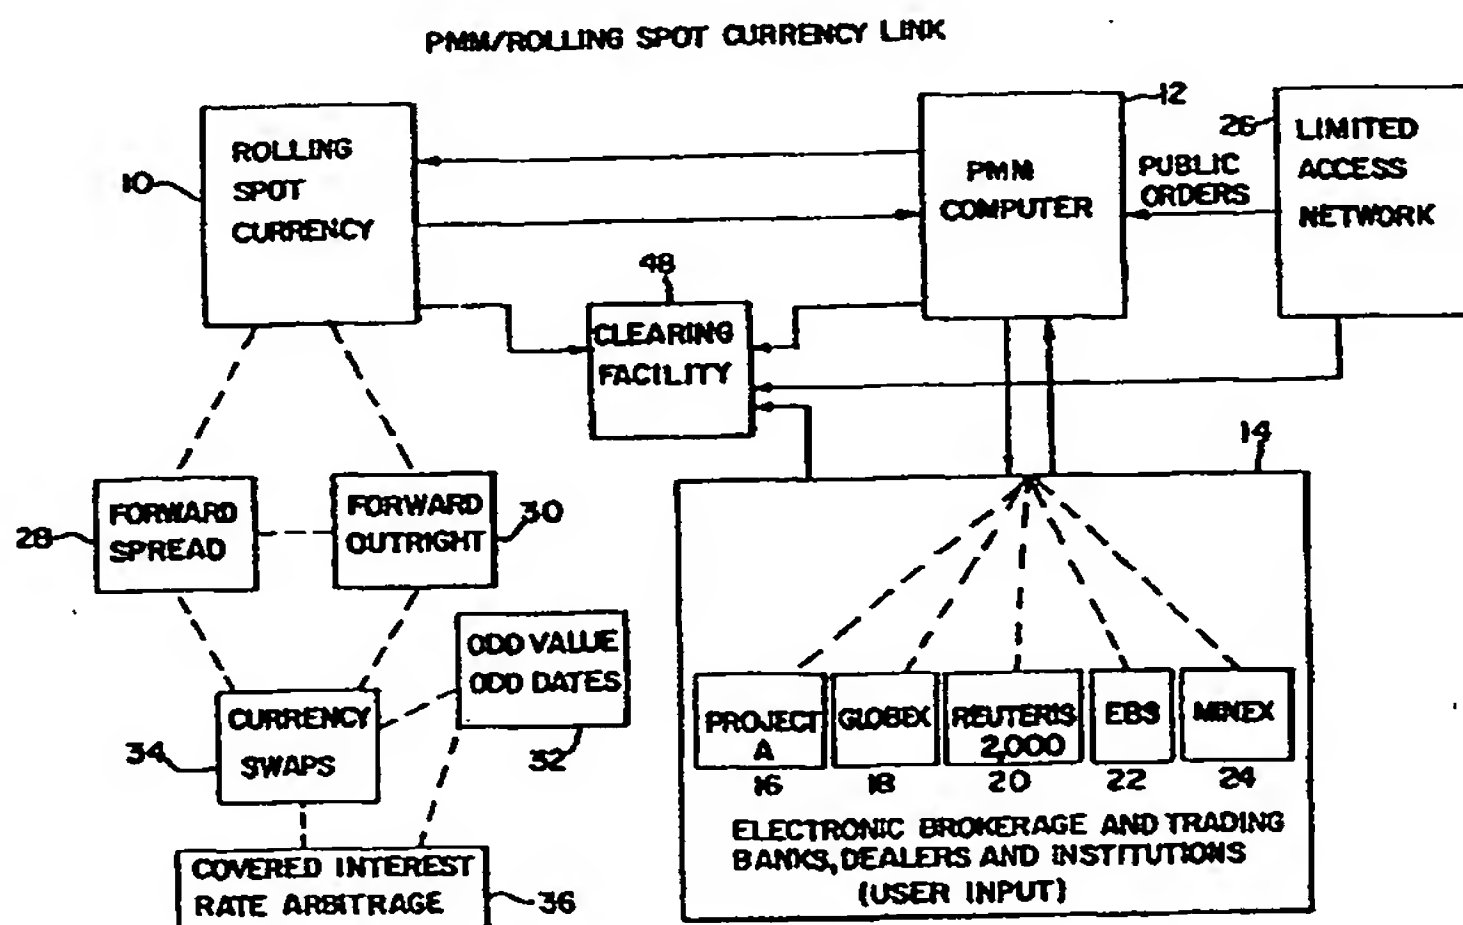 PMM/ROLLING SPOT CURRENCY LINK
10
ROLLING
SPOT
CURRENCY
12
PMM
COMPUTER
PUBLIC
ORDERS
26
LIMITED
ACCESS
NETWORK
48
CLEARING
FACILITY
14
28
FORWARD
SPREAD
FORWARD
OUTRIGHT
30
ODD VALUE
ODD DATES
32
34
CURRENCY
SWAPS
COVERED INTEREST
RATE ARBITRAGE
36
PROJECT
A
16
GLOBEX
18
REUTERIS
2,000
20
EBS
22
MINEX
24
ELECTRONIC BROKERAGE AND TRADING
BANKS, DEALERS AND INSTITUTIONS
(USER INPUT)